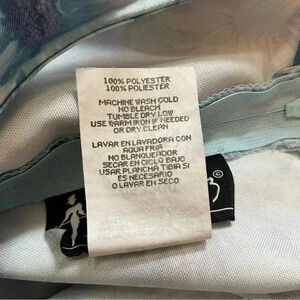 100% POLYESTER
100% POLIESTER
MACHINE WASH COLD
NO BLEACH
TUMBLE DRY LOW
USE WARM IRON IF NEEDED
OR DRY CLEAN
LAVAR EN LAVADORA CON
AGUA FRIA
NO BLANQUEADOR
SECAR EN CICLO BAJO
USAR PLANCHA TIBIA SI
ES NECESARIO
O LAVAR EN SECO